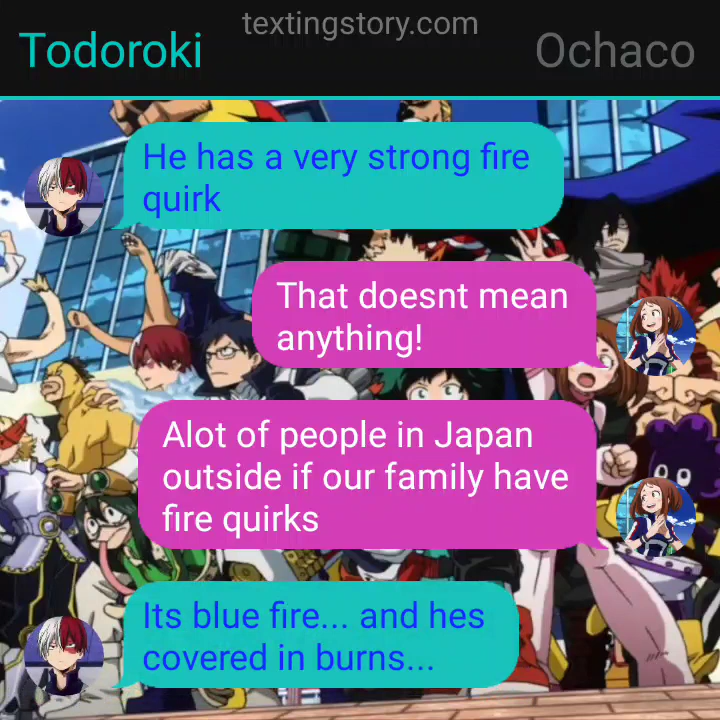 textingstory.com
Todoroki
Ochaco
He has a very strong fire
quirk
That doesnt mean
anything!
Alot of people in Japan
outside if our family have
fire quirks
Its blue fire... and hes
covered in burns...